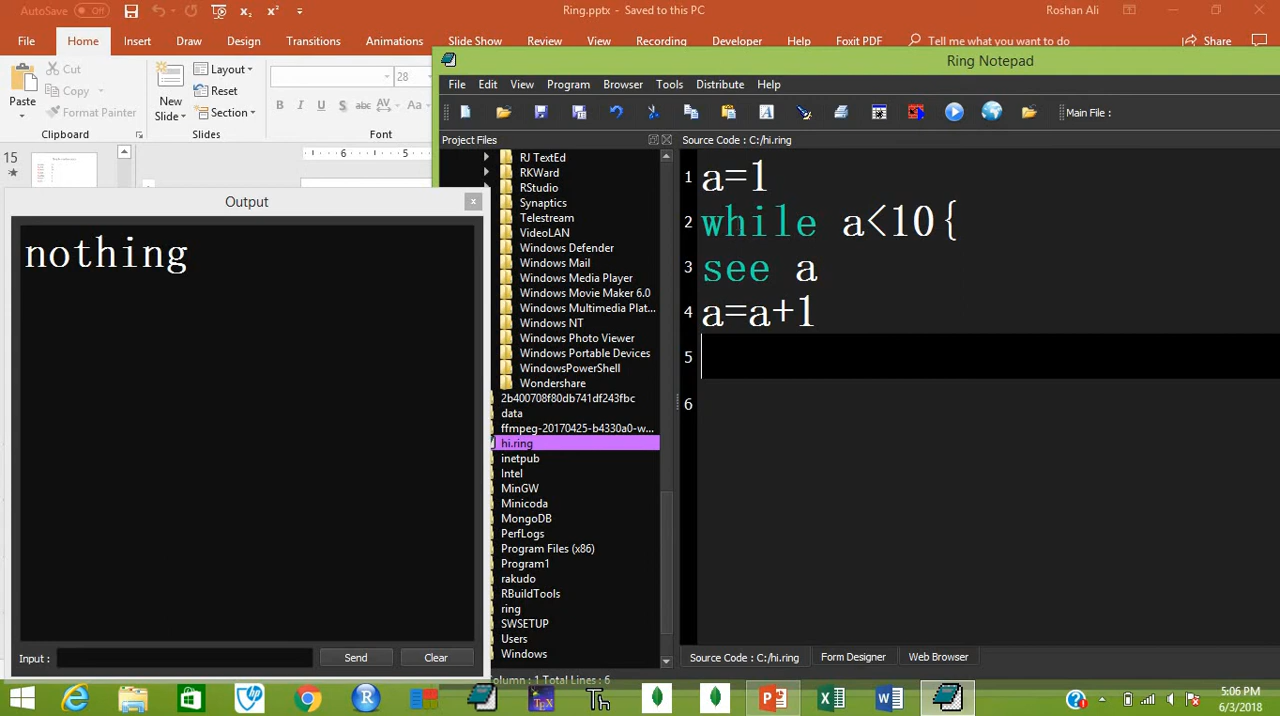 AutoSave Off
Ring.pptx - Saved to this PC
Roshan Ali
File Home Insert Draw Design Transitions Animations Slide Show Review View Recording Developer Help Foxit PDF Tell me what you want to do Share
Paste
Cut
Copy
Format Painter
Clipboard
New Slide
Layout
Reset
Section
Slides
28
B I U S abc AV Aa
Font
6 5
15
Output
nothing
Input :
Send
Clear
Ring Notepad
File Edit View Program Browser Tools Distribute Help
Main File :
Project Files
RJ TextEd
RKWard
RStudio
Synaptics
Telestream
VideoLAN
Windows Defender
Windows Mail
Windows Media Player
Windows Movie Maker 6.0
Windows Multimedia Plat...
Windows NT
Windows Photo Viewer
Windows Portable Devices
WindowsPowerShell
Wondershare
2b400708f80db741df243fbc
data
ffmpeg-20170425-b4330a0-w...
hi.ring
inetpub
Intel
MinGW
Minicoda
MongoDB
PerfLogs
Program Files (x86)
Program1
rakudo
RBuildTools
ring
SWSETUP
Users
Windows
Source Code : C:/hi.ring
1 a=1
2 while a<10{
3 see a
4 a=a+1
5
6
Source Code : C:/hi.ring
Form Designer
Web Browser
olumn : 1 Total Lines : 6
5:06 PM
6/3/2018